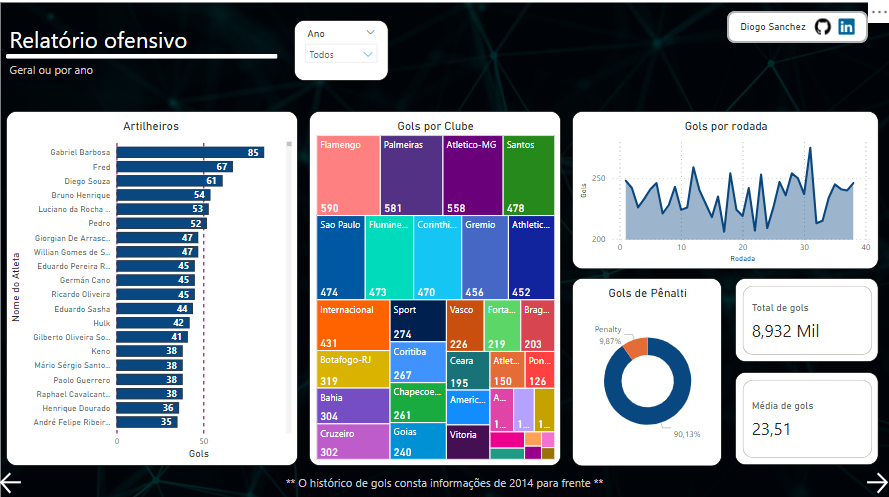 Relatório ofensivo
Geral ou por ano
Ano
Todos
Diogo Sanchez
Artilheiros
Nome do Atleta
Gabriel Barbosa 85
Fred 67
Diego Souza 61
Bruno Henrique 54
Luciano da Rocha ... 53
Pedro 52
Giorgian De Arrasc... 47
Willian Gomes de S... 47
Eduardo Pereira R... 45
Germán Cano 45
Ricardo Oliveira 45
Eduardo Sasha 44
Hulk 42
Gilberto Oliveira So... 41
Keno 38
Mário Sérgio Santo... 38
Paolo Guerrero 38
Raphael Cavalcant... 38
Henrique Dourado 36
André Felipe Ribeir... 35
0 50
Gols
Gols por Clube
Flamengo 590
Palmeiras 581
Atletico-MG 558
Santos 478
Sao Paulo 474
Flumine... 473
Corinthi... 470
Gremio 456
Athletic... 452
Internacional 431
Botafogo-RJ 319
Bahia 304
Cruzeiro 302
Sport 274
Coritiba 267
Chapecoe... 261
Goias 240
Vasco 226
Forta... 219
Brag... 203
Ceara 195
Atlet... 150
Pon... 126
Americ...
Vitoria
A...
1...
1...
1...
Gols por rodada
Gols
250
200
0 10 20 30 40
Rodada
Gols de Pênalti
Penalty
9,87%
90,13%
Total de gols
8,932 Mil
Média de gols
23,51
** O histórico de gols consta informações de 2014 para frente **